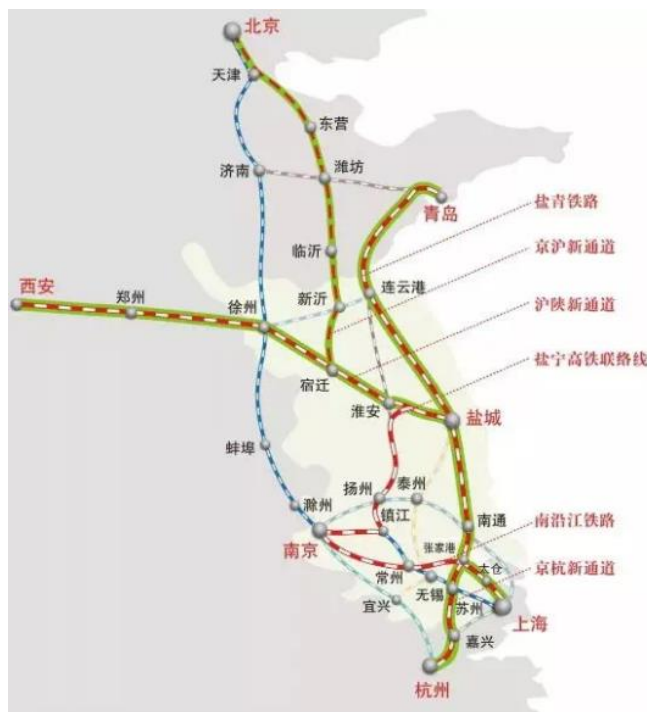 北京
天津
东营
济南
潍坊
青岛
盐青铁路
临沂
京沪新通道
西安
郑州
徐州
新沂
连云港
沪陕新通道
宿迁
盐宁高铁联络线
淮安
盐城
蚌埠
滁州
扬州
泰州
镇江
南通
南沿江铁路
南京
张家港
太仓
常州
无锡
京杭新通道
宜兴
苏州
上海
嘉兴
杭州